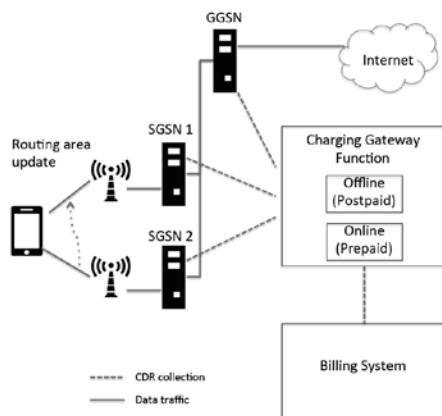 GGSN
Internet
SGSN 1
Routing area
update
Charging Gateway
Function
Offline
(Postpaid)
SGSN 2
Online
(Prepaid)
Billing System
CDR collection
Data traffic